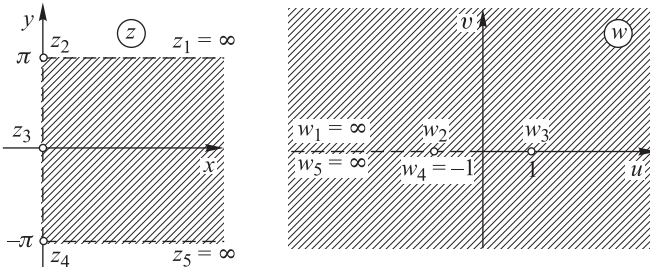 y
z
z2
z1 = ∞
π
z3
x
−π
z4
z5 = ∞
v
w
w1 = ∞
w2
w3
w5 = ∞
w4 = −1
1
u